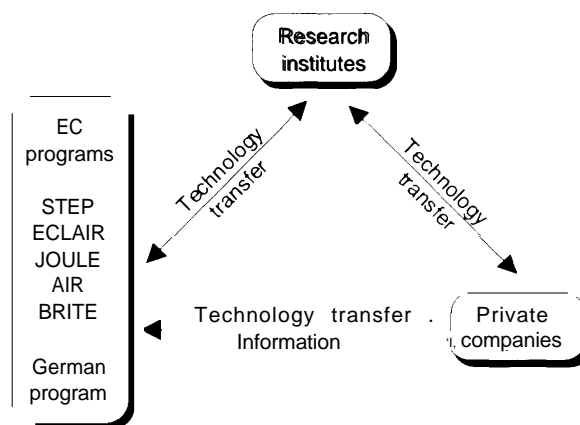 Research
institutes
EC
programs
STEP
ECLAIR
JOULE
AIR
BRITE
German
program
Technology
transfer
Technology
transfer
Technology transfer .
Information
Private
companies